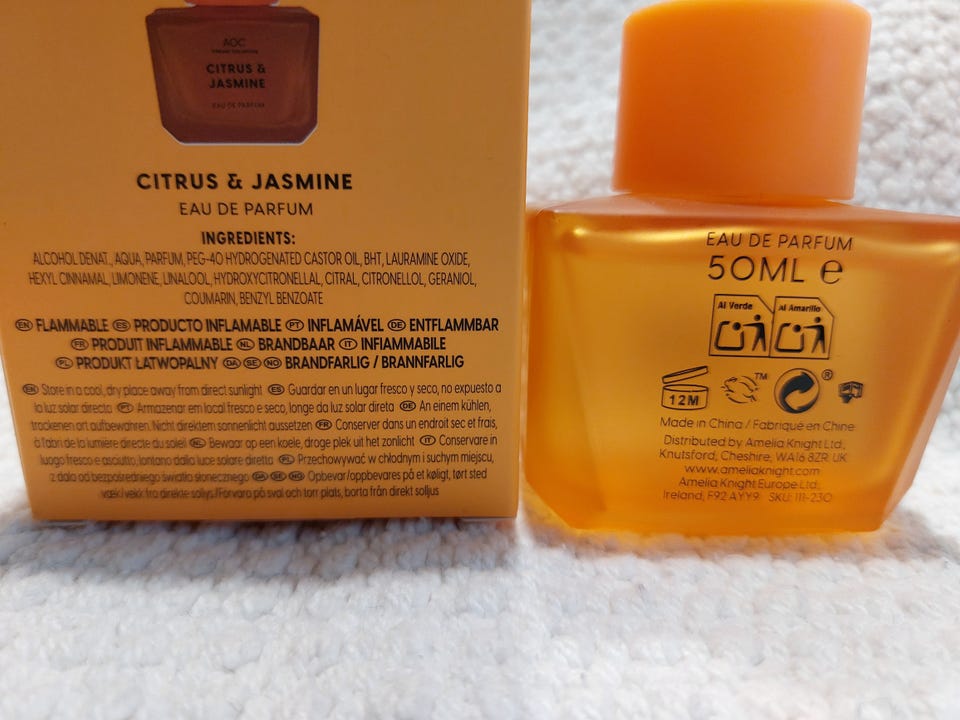 AOC
CITRUS &
JASMINE
EAU DE PARFUM
CITRUS & JASMINE
EAU DE PARFUM
INGREDIENTS:
ALCOHOL DENAT., AQUA, PARFUM, PEG-40 HYDROGENATED CASTOR OIL, BHT, LAURAMINE OXIDE,
HEXYL CINNAMAL, LIMONENE, LINALOOL, HYDROXYCITRONELLAL, CITRAL, CITRONELLOL, GERANIOL,
COUMARIN, BENZYL BENZOATE
EN FLAMMABLE ES PRODUCTO INFLAMABLE PT INFLAMÁVEL DE ENTFLAMMBAR
FR PRODUIT INFLAMMABLE NL BRANDBAAR IT INFIAMMABILE
PL PRODUKT ŁATWOPALNY DA SE NO BRANDFARLIG / BRANNFARLIG
EN Store in a cool, dry place away from direct sunlight ES Guardar en un lugar fresco y seco, no expuesto a
la luz solar directa PT Armazenar em local fresco e seco, longe da luz solar direta DE An einem kühlen,
trockenen ort aufbewahren. Nicht direktem sonnenlicht aussetzen FR Conserver dans un endroit sec et frais,
à l'abri de la lumière directe du soleil NL Bewaar op een koele, droge plek uit het zonlicht IT Conservare in
luogo fresco e asciutto, lontano dalla luce solare diretta PL Przechowywać w chłodnym i suchym miejscu,
z dala od bezpośredniego światła słonecznego DA SE NO Opbevar/oppbevares på et køligt, tørt sted
væk/vekk fra direkte sollys/Förvara på sval och torr plats, borta från direkt solljus
EAU DE PARFUM
50ML e
Al Verde
Al Amarillo
12M
TM
®
Made in China / Fabriqué en Chine
Distributed by Amelia Knight Ltd,
Knutsford, Cheshire, WA16 8ZR UK
www.ameliaknight.com
Amelia Knight Europe Ltd,
Ireland, F92 AYY9 SKU: 111-230